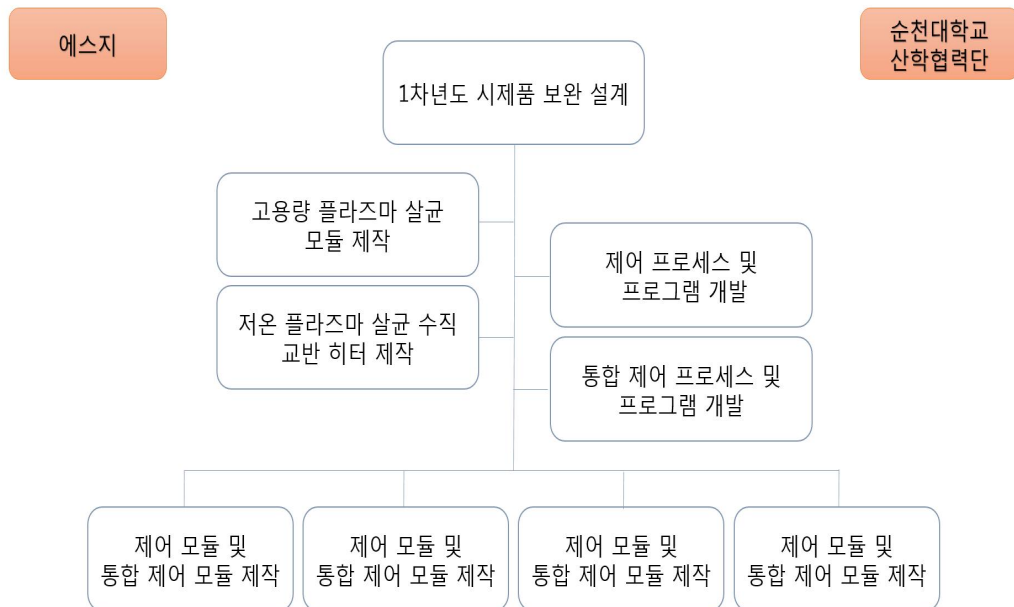 에스지
순천대학교
산학협력단
1차년도 시제품 보완 설계
고용량 플라즈마 살균
모듈 제작
제어 프로세스 및
프로그램 개발
저온 플라즈마 살균 수직
교반 히터 제작
통합 제어 프로세스 및
프로그램 개발
제어 모듈 및
통합 제어 모듈 제작
제어 모듈 및
통합 제어 모듈 제작
제어 모듈 및
통합 제어 모듈 제작
제어 모듈 및
통합 제어 모듈 제작